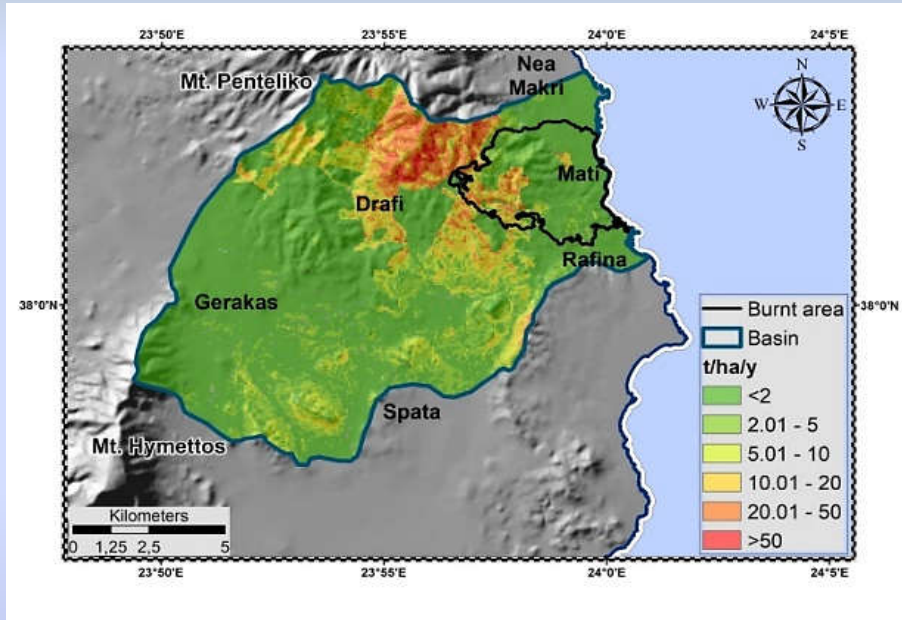 23°50'E 23°55'E 24°0'E 24°5'E
Nea
Makri
Mt. Penteliko
N
W E
S
Mati
Drafi
Rafina
38°0'N Gerakas 38°0'N
Burnt area
Basin
t/ha/y
<2
2.01 - 5
5.01 - 10
10.01 - 20
20.01 - 50
>50
Spata
Mt. Hymettos
Kilometers
0 1,25 2,5 5
23°50'E 23°55'E 24°0'E 24°5'E